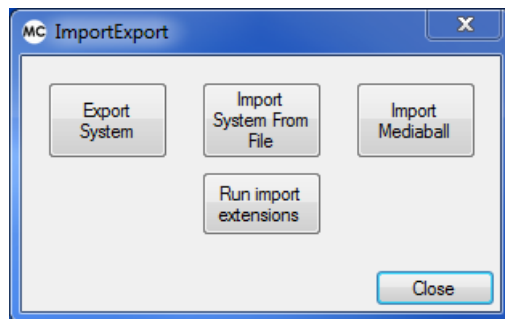 MC ImportExport
X
Export
System
Import
System From
File
Import
Mediaball
Run import
extensions
Close